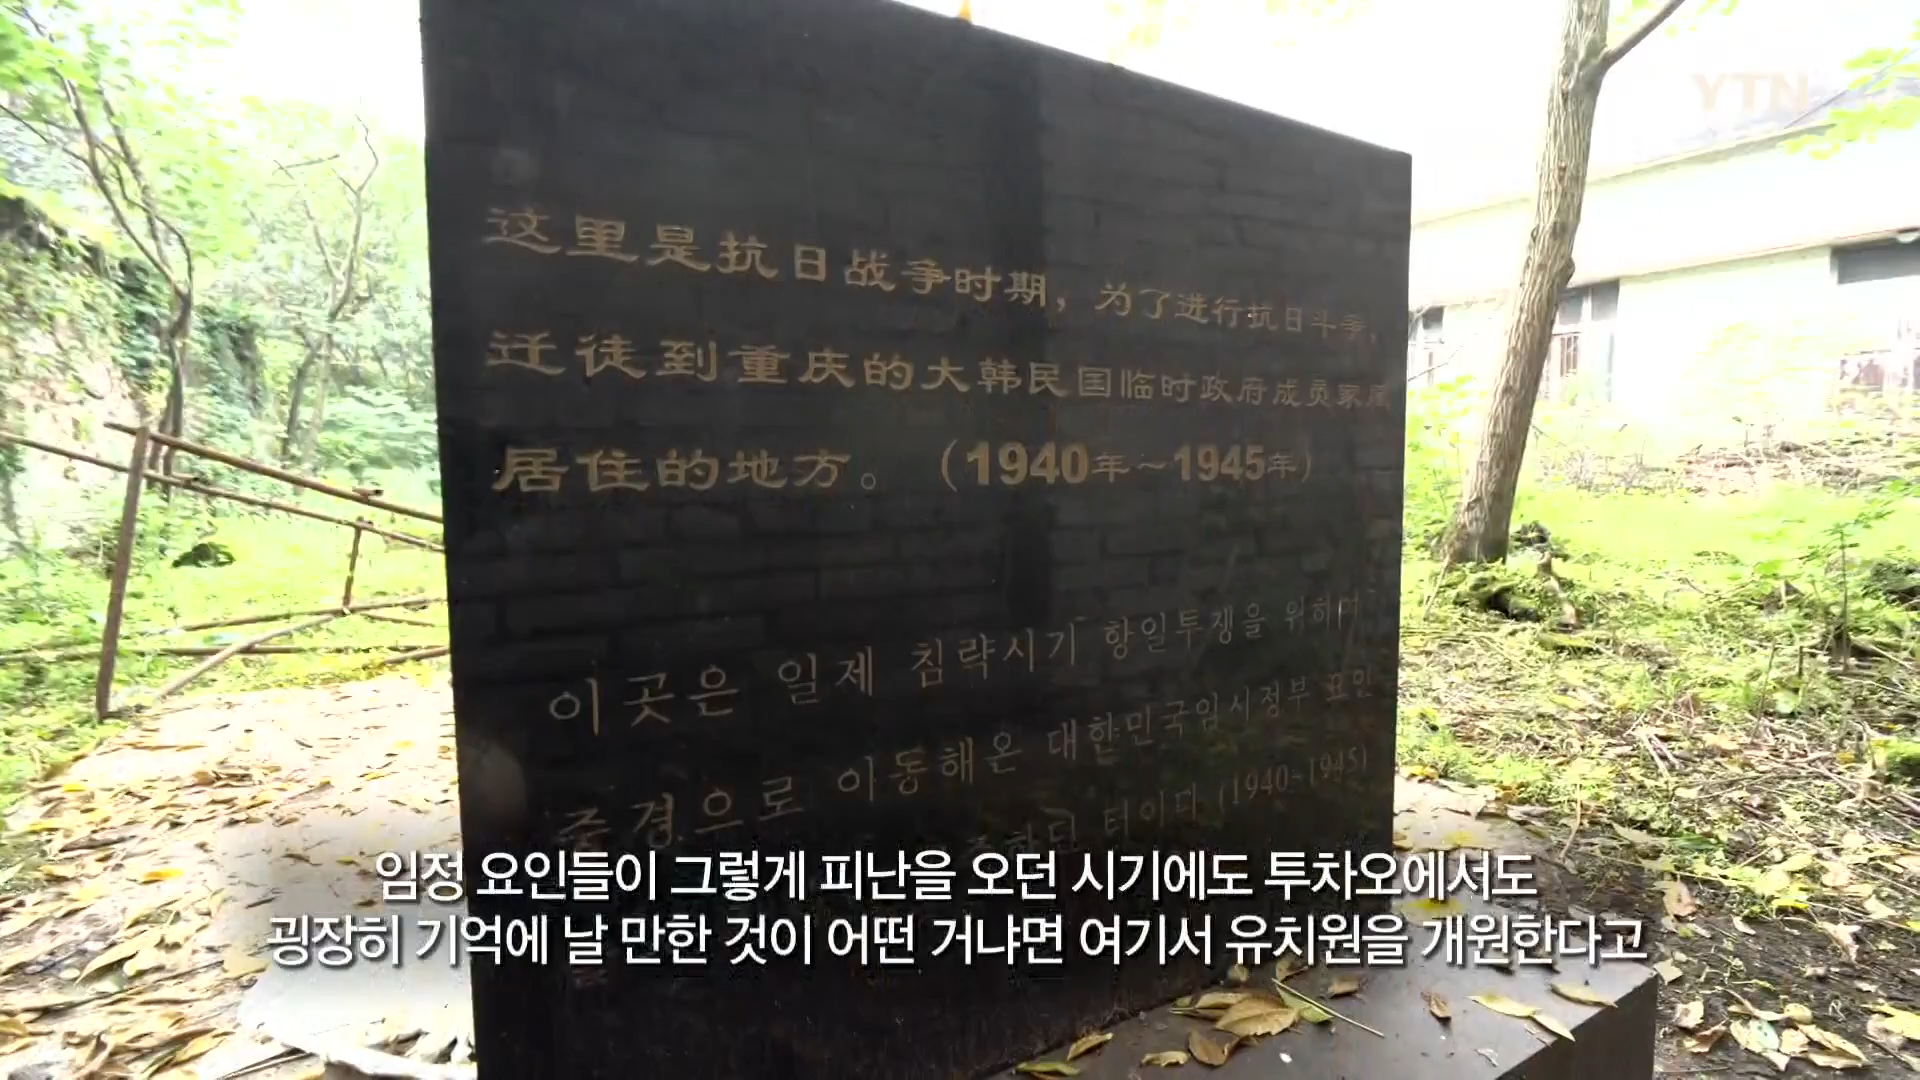 YTN
这里是抗日战争时期，为了进行抗日斗争，
迁徒到重庆的大韩民国临时政府成员家属
居住的地方。（1940年～1945年）
이곳은 일제 침략시기 항일투쟁을 위하여
중경으로 이동해온 대한민국임시정부 요인
터이다 (1940~1945)
임정 요인들이 그렇게 피난을 오던 시기에도 투차오에서도
굉장히 기억에 날 만한 것이 어떤 거냐면 여기서 유치원을 개원한다고